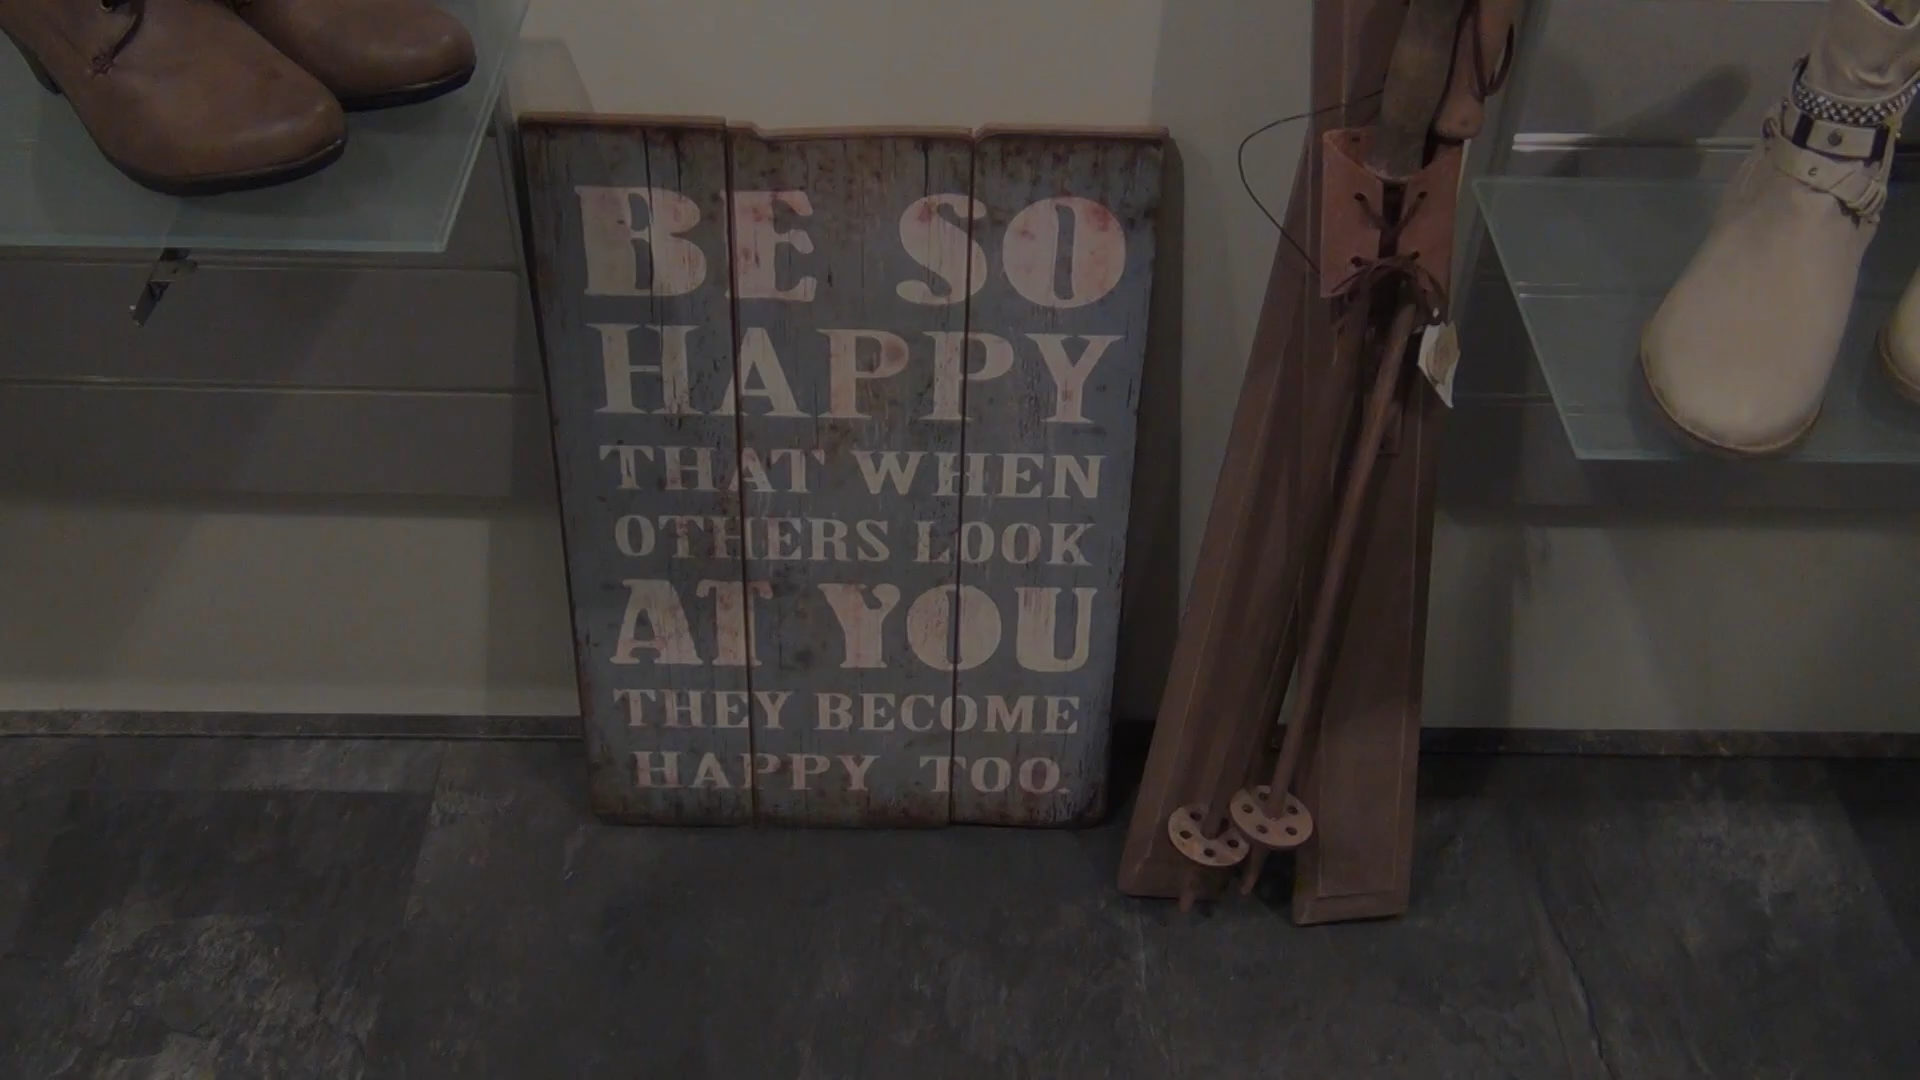 BE SO
HAPPY
THAT WHEN
OTHERS LOOK
AT YOU
THEY BECOME
HAPPY TOO.